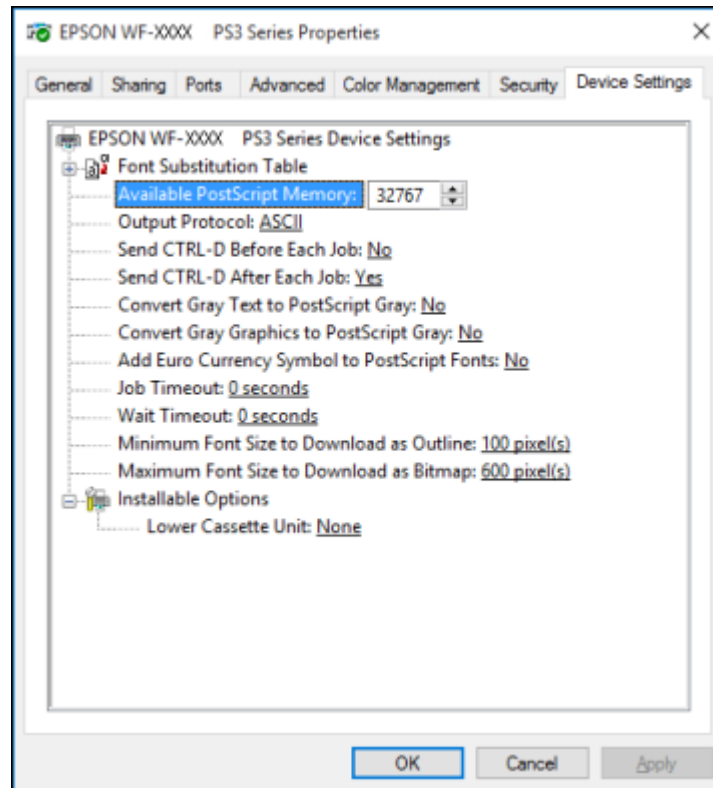 EPSON WF-XXXX PS3 Series Properties
General Sharing Ports Advanced Color Management Security Device Settings
EPSON WF-XXXX PS3 Series Device Settings
Font Substitution Table
Available PostScript Memory: 32767
Output Protocol: ASCII
Send CTRL-D Before Each Job: No
Send CTRL-D After Each Job: Yes
Convert Gray Text to PostScript Gray: No
Convert Gray Graphics to PostScript Gray: No
Add Euro Currency Symbol to PostScript Fonts: No
Job Timeout: 0 seconds
Wait Timeout: 0 seconds
Minimum Font Size to Download as Outline: 100 pixel(s)
Maximum Font Size to Download as Bitmap: 600 pixel(s)
Installable Options
Lower Cassette Unit: None
OK Cancel Apply